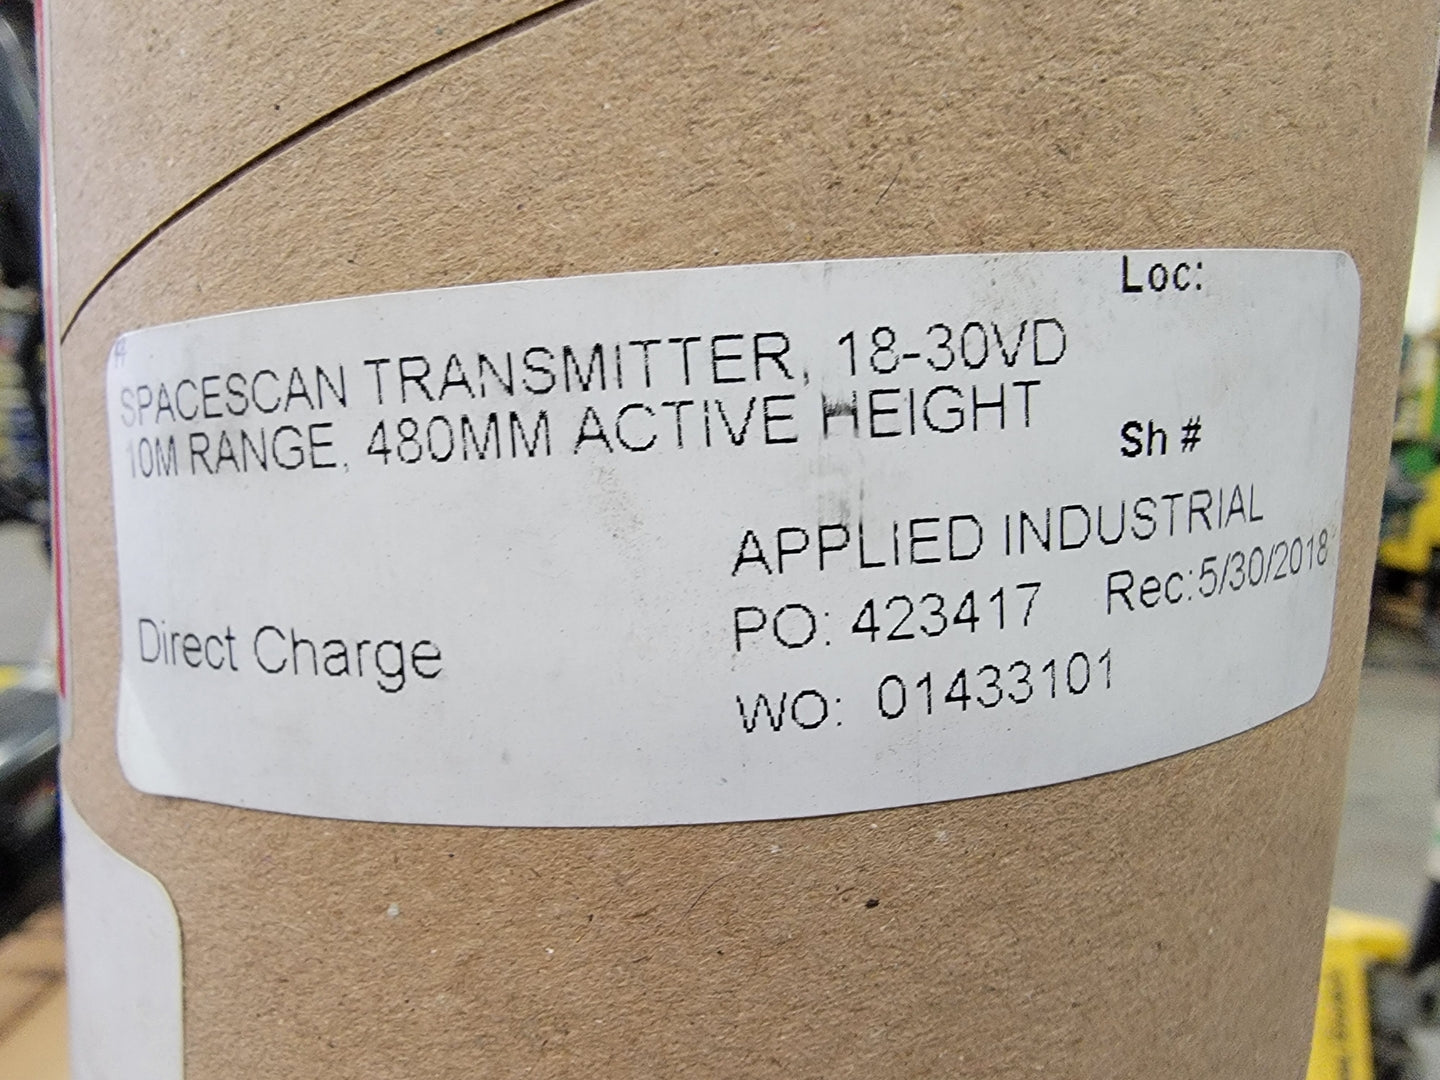 Loc:
SPACESCAN TRANSMITTER, 18-30VD
10M RANGE, 480MM ACTIVE HEIGHT
Sh #
APPLIED INDUSTRIAL
PO: 423417 Rec:5/30/2018
Direct Charge
WO: 01433101